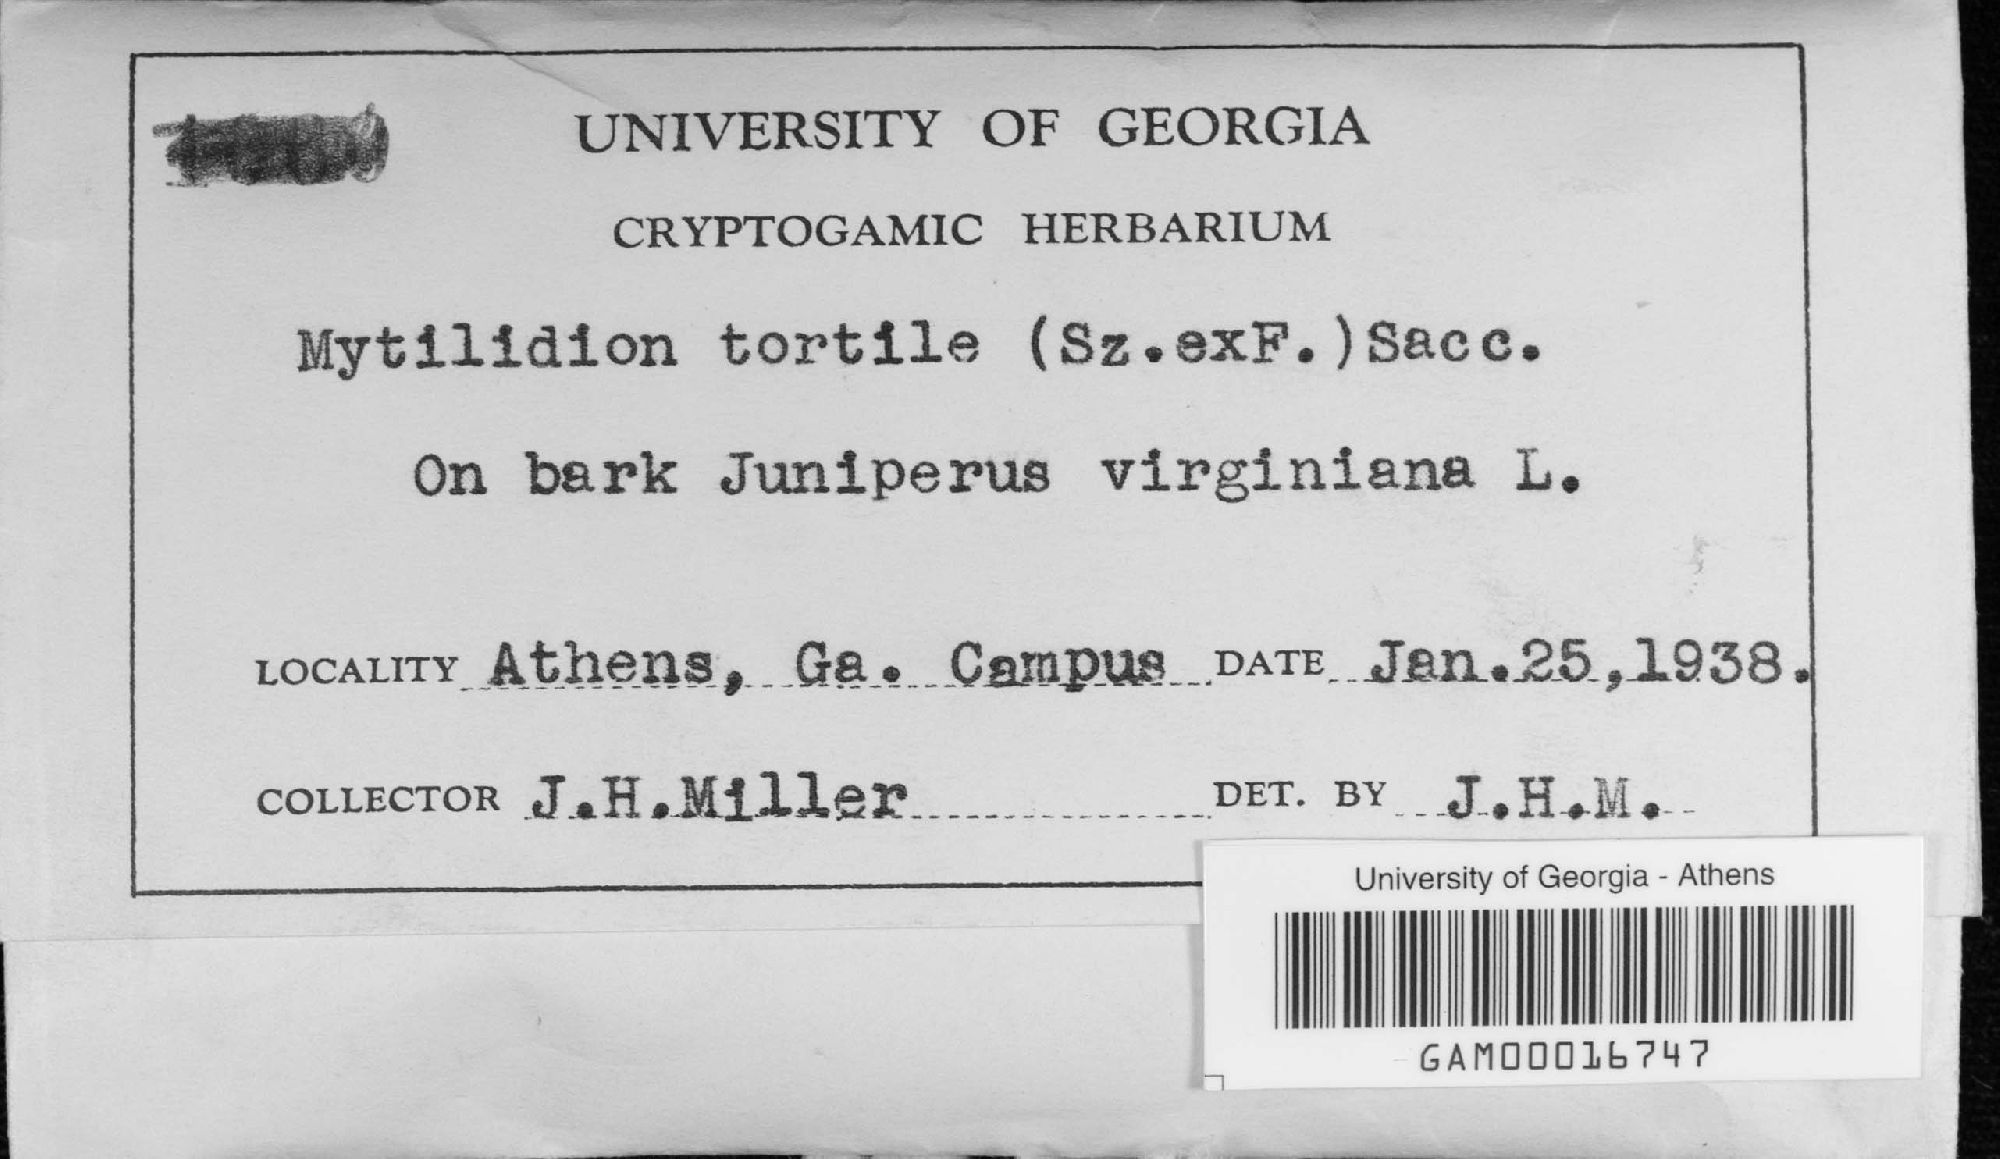 UNIVERSITY OF GEORGIA
CRYPTOGAMIC HERBARIUM
Mytilidion tortile (Sz.exF.)Sacc.
On bark Juniperus virginiana L.
LOCALITY Athens, Ga. Campus DATE Jan.25,1938.
COLLECTOR J.H.Miller DET. BY J.H.M.
University of Georgia - Athens
GAM00016747